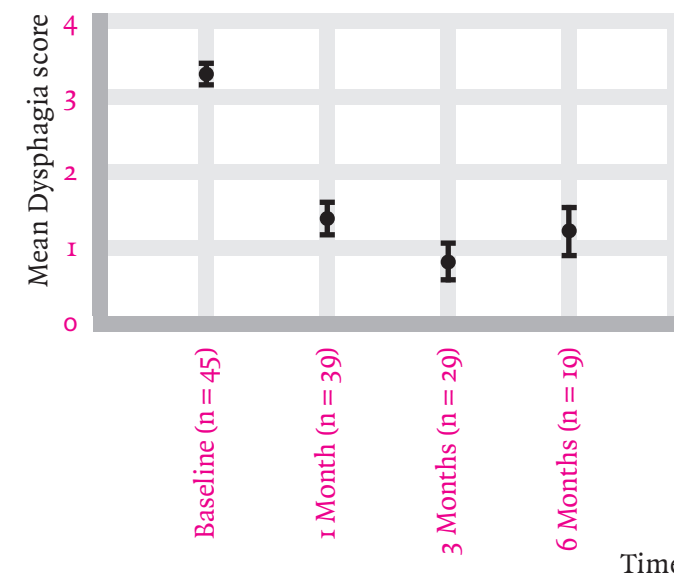 Mean Dysphagia score
4
3
2
1
0
Baseline (n = 45)
1 Month (n = 39)
3 Months (n = 29)
6 Months (n = 19)
Time